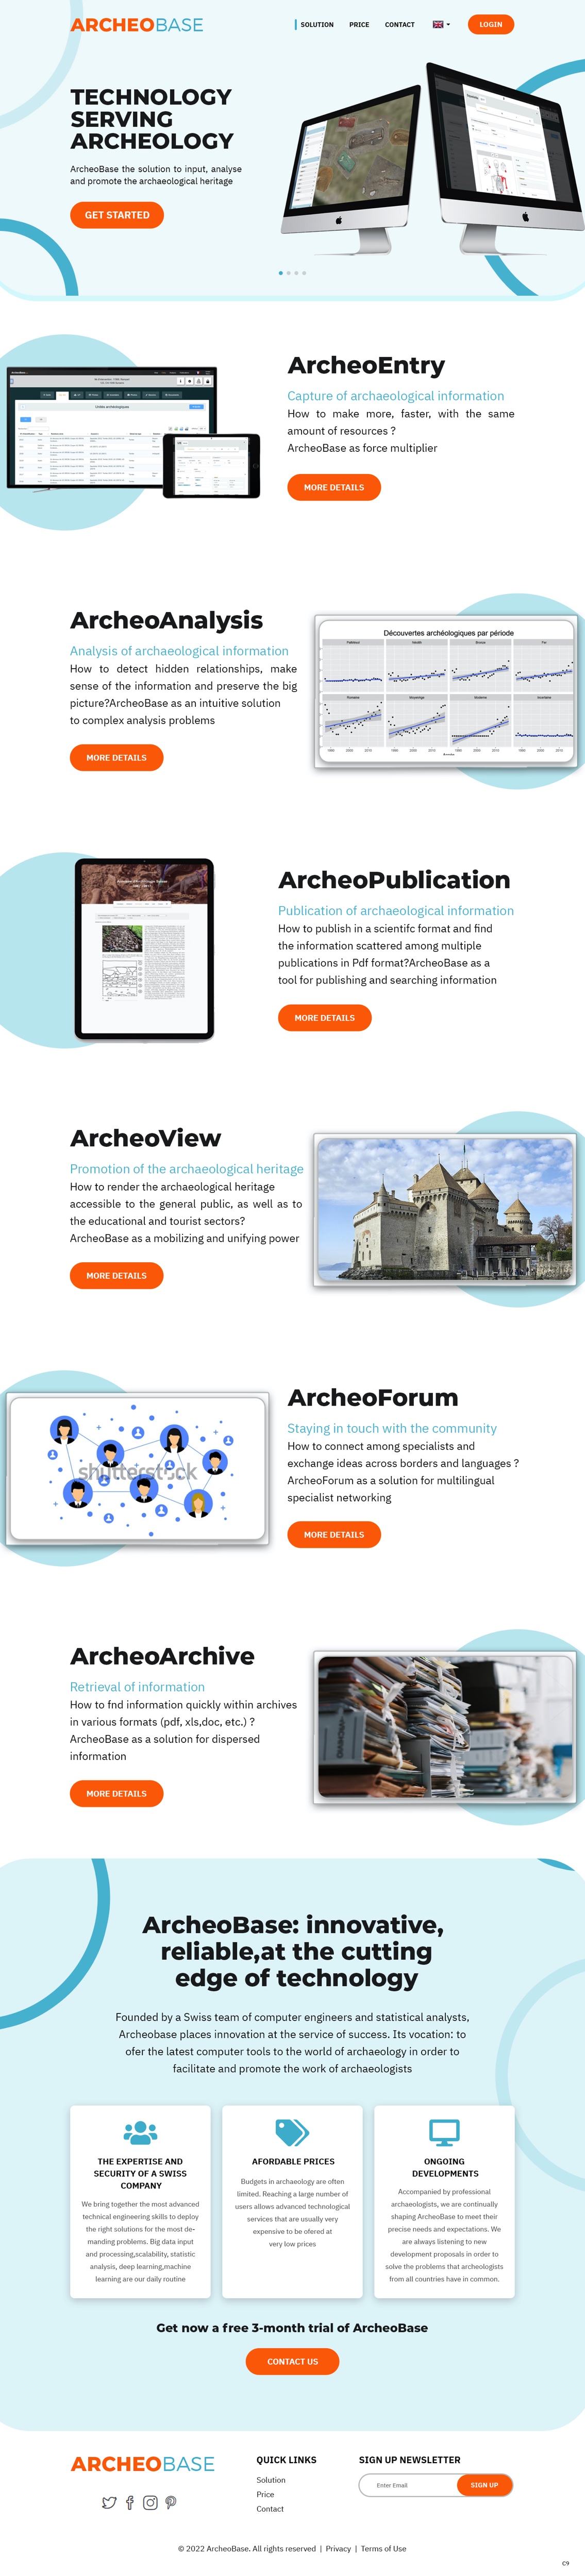 ARCHEOBASE
SOLUTION
PRICE
CONTACT
LOGIN
TECHNOLOGY
SERVING
ARCHEOLOGY
ArcheoBase the solution to input, analyse
and promote the archaeological heritage
GET STARTED
ArcheoEntry
Capture of archaeological information
How to make more, faster, with the same
amount of resources ?
ArcheoBase as force multiplier
MORE DETAILS
ArcheoAnalysis
Analysis of archaeological information
How to detect hidden relationships, make
sense of the information and preserve the big
picture?ArcheoBase as an intuitive solution
to complex analysis problems
MORE DETAILS
Découvertes archéologiques par période
ArcheoPublication
Publication of archaeological information
How to publish in a scientifc format and find
the information scattered among multiple
publications in Pdf format?ArcheoBase as a
tool for publishing and searching information
MORE DETAILS
ArcheoView
Promotion of the archaeological heritage
How to render the archaeological heritage
accessible to the general public, as well as to
the educational and tourist sectors?
ArcheoBase as a mobilizing and unifying power
MORE DETAILS
shutterstock
ArcheoForum
Staying in touch with the community
How to connect among specialists and
exchange ideas across borders and languages ?
ArcheoForum as a solution for multilingual
specialist networking
MORE DETAILS
ArcheoArchive
Retrieval of information
How to fnd information quickly within archives
in various formats (pdf, xls,doc, etc.) ?
ArcheoBase as a solution for dispersed
information
MORE DETAILS
ArcheoBase: innovative,
reliable,at the cutting
edge of technology
Founded by a Swiss team of computer engineers and statistical analysts,
Archeobase places innovation at the service of success. Its vocation: to
ofer the latest computer tools to the world of archaeology in order to
facilitate and promote the work of archaeologists
THE EXPERTISE AND
SECURITY OF A SWISS
COMPANY
We bring together the most advanced
technical engineering skills to deploy
the right solutions for the most de-
manding problems. Big data input
and processing,scalability, statistic
analysis, deep learning,machine
learning are our daily routine
AFORDABLE PRICES
Budgets in archaeology are often
limited. Reaching a large number of
users allows advanced technological
services that are usually very
expensive to be ofered at
very low prices
ONGOING
DEVELOPMENTS
Accompanied by professional
archaeologists, we are continually
shaping ArcheoBase to meet their
precise needs and expectations. We
are always listening to new
development proposals in order to
solve the problems that archeologists
from all countries have in common.
Get now a free 3-month trial of ArcheoBase
CONTACT US
ARCHEOBASE
QUICK LINKS
Solution
Price
Contact
SIGN UP NEWSLETTER
Enter Email
SIGN UP
© 2022 ArcheoBase. All rights reserved | Privacy | Terms of Use
C9